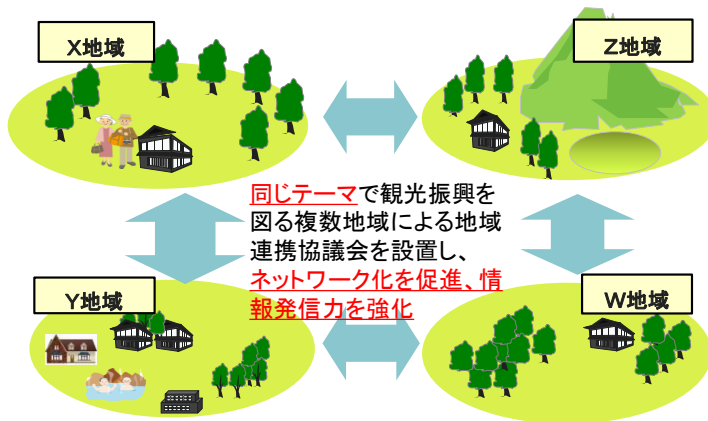 X地域
Z地域
同じテーマで観光振興を
図る複数地域による地域
連携協議会を設置し、
ネットワーク化を促進、情
報発信力を強化
Y地域
W地域